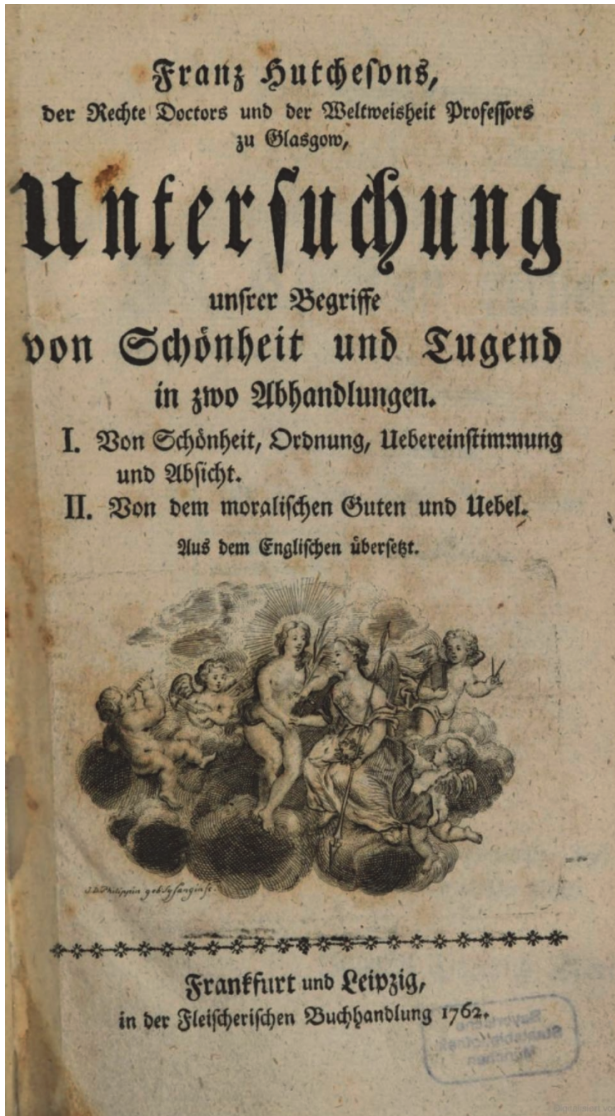 Franz Hutchesons,
der Rechte Doctors und der Weltweisheit Professors
zu Glasgow,
Untersuchung
unsrer Begriffe
von Schönheit und Tugend
in zwo Abhandlungen.
I. Von Schönheit, Ordnung, Uebereinstimmung
und Absicht.
II. Von dem moralischen Guten und Uebel.
Aus dem Englischen übersetzt.
Frankfurt und Leipzig,
in der Fleischerischen Buchhandlung 1762.